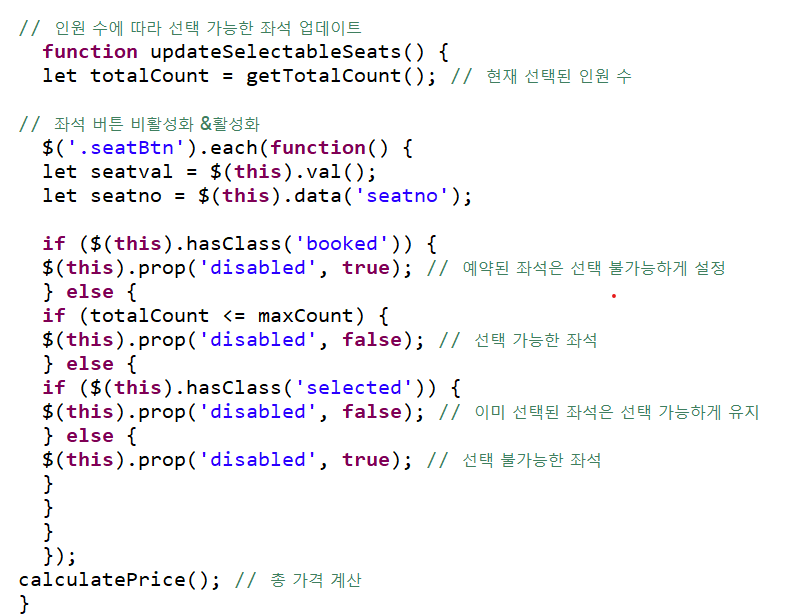 // 인원 수에 따라 선택 가능한 좌석 업데이트
function updateSelectableSeats() {
let totalCount = getTotalCount(); // 현재 선택된 인원 수
// 좌석 버튼 비활성화 &활성화
$('.seatBtn').each(function() {
let seatval = $(this).val();
let seatno = $(this).data('seatno');
if ($(this).hasClass('booked')) {
$(this).prop('disabled', true); // 예약된 좌석은 선택 불가능하게 설정
} else {
if (totalCount <= maxCount) {
$(this).prop('disabled', false); // 선택 가능한 좌석
} else {
if ($(this).hasClass('selected')) {
$(this).prop('disabled', false); // 이미 선택된 좌석은 선택 가능하게 유지
} else {
$(this).prop('disabled', true); // 선택 불가능한 좌석
}
}
}
});
calculatePrice(); // 총 가격 계산
}